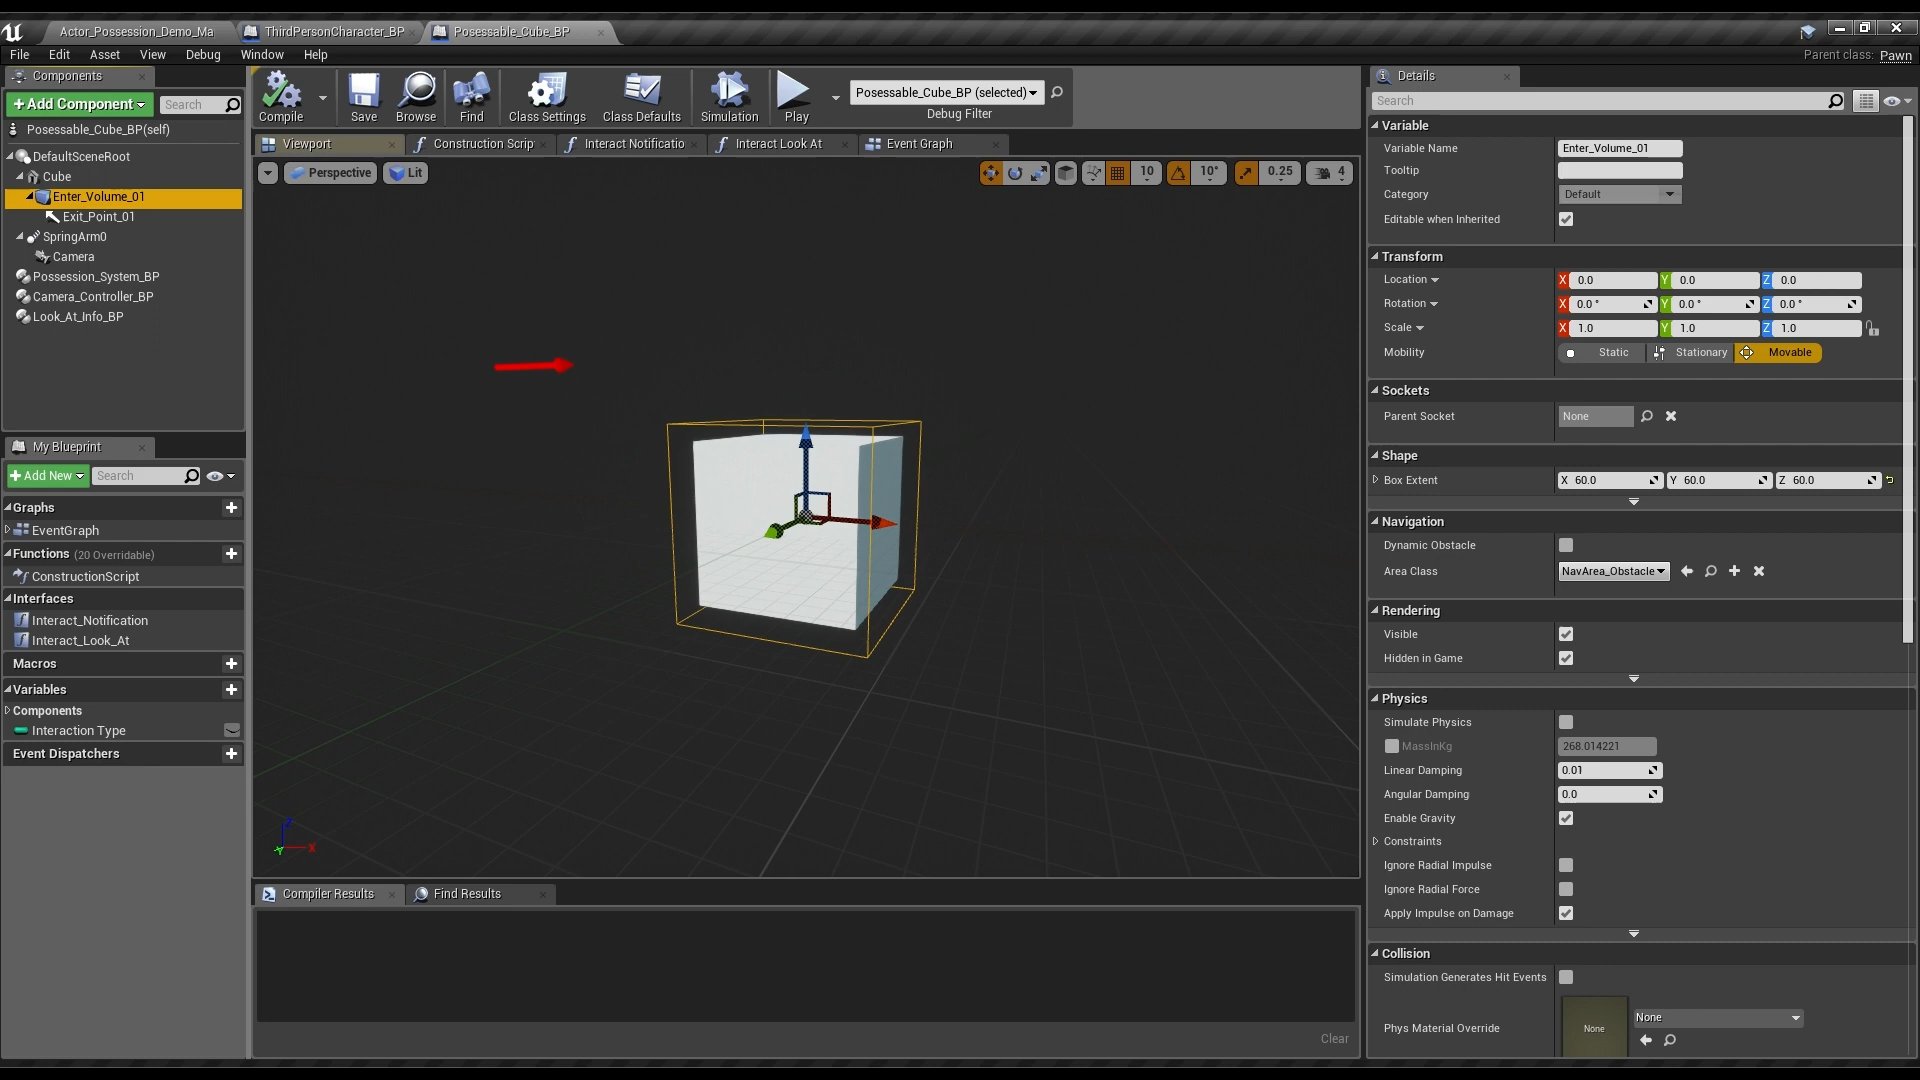 Actor_Possession_Demo_Ma
ThirdPersonCharacter_BP
Posessable_Cube_BP
File Edit Asset View Debug Window Help
Parent class: Pawn
Components
+Add Component
Search
Posessable_Cube_BP(self)
DefaultSceneRoot
Cube
Enter_Volume_01
Exit_Point_01
SpringArm0
Camera
Possession_System_BP
Camera_Controller_BP
Look_At_Info_BP
My Blueprint
+Add New
Search
Graphs
EventGraph
Functions (20 Overridable)
ConstructionScript
Interfaces
Interact_Notification
Interact_Look_At
Macros
Variables
Components
Interaction Type
Event Dispatchers
Compile
Save
Browse
Find
Class Settings
Class Defaults
Simulation
Play
Posessable_Cube_BP (selected)
Debug Filter
Viewport
Construction Scrip
Interact Notificatio
Interact Look At
Event Graph
Perspective
Lit
10
10°
0.25
4
Z
X
Y
Compiler Results
Find Results
Clear
Details
Search
Variable
Variable Name Enter_Volume_01
Tooltip
Category Default
Editable when Inherited
Transform
Location X 0.0 Y 0.0 Z 0.0
Rotation X 0.0 ° Y 0.0 ° Z 0.0 °
Scale X 1.0 Y 1.0 Z 1.0
Mobility Static Stationary Movable
Sockets
Parent Socket None
Shape
Box Extent X 60.0 Y 60.0 Z 60.0
Navigation
Dynamic Obstacle
Area Class NavArea_Obstacle
Rendering
Visible
Hidden in Game
Physics
Simulate Physics
MassInKg 268.014221
Linear Damping 0.01
Angular Damping 0.0
Enable Gravity
Constraints
Ignore Radial Impulse
Ignore Radial Force
Apply Impulse on Damage
Collision
Simulation Generates Hit Events
Phys Material Override None None